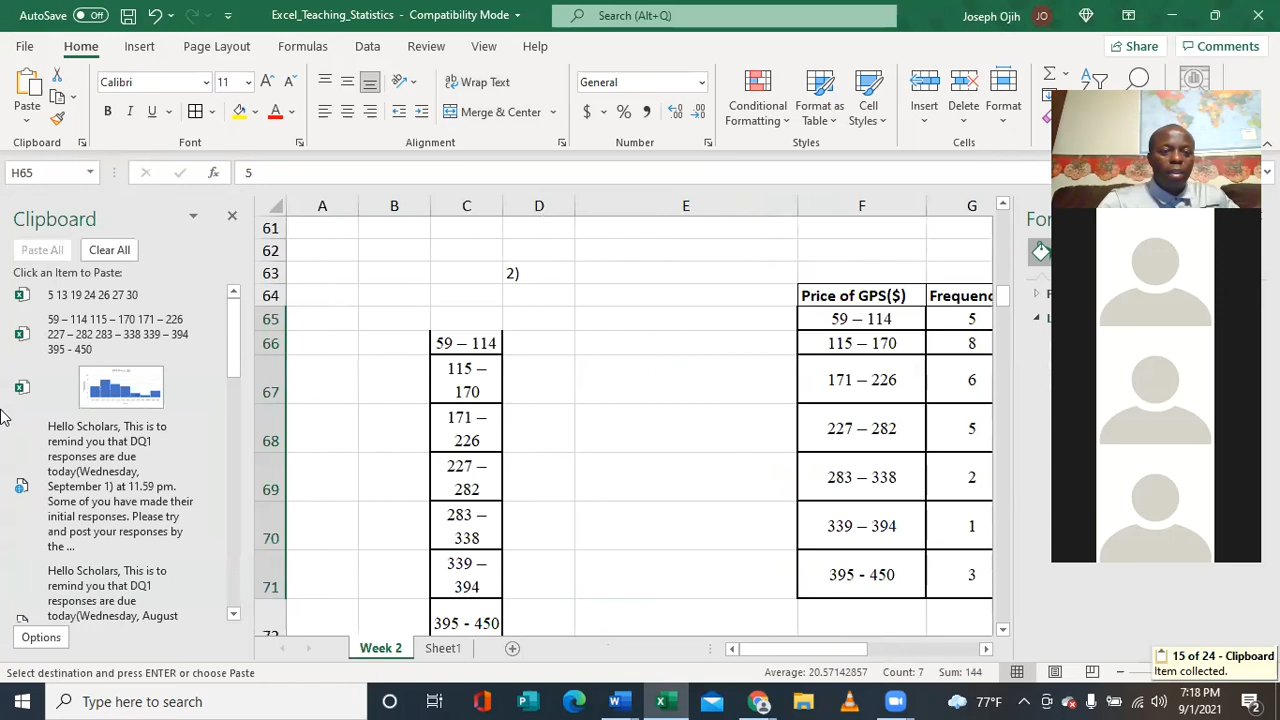 AutoSave Off Excel_Teaching_Statistics - Compatibility Mode Search (Alt+Q) Joseph Ojih JO
File Home Insert Page Layout Formulas Data Review View Help Share Comments
Paste Calibri 11 Wrap Text General Conditional Formatting Format as Table Cell Styles Insert Delete Format
B I U A Merge & Center $ % ,
Clipboard Font Alignment Number Styles Cells
H65 fx 5
Clipboard
Paste All Clear All
Click an Item to Paste:
5 13 19 24 26 27 30
59 – 114 115 – 170 171 – 226
227 – 282 283 – 338 339 – 394
395 - 450
Hello Scholars, This is to
remind you that DQ1
responses are due
today(Wednesday,
September 1) at 11.59 pm.
Some of you have made their
initial responses. Please try
and post your responses by
the ...
Hello Scholars, This is to
remind you that DQ1
responses are due
today(Wednesday, August
Options
A B C D E F G
61
62
63 2)
64 Price of GPS($) Frequenc
65 59 – 114 5
66 59 – 114 115 – 170 8
67 115 – 170 171 – 226 6
68 171 – 226 227 – 282 5
69 227 – 282 283 – 338 2
70 283 – 338 339 – 394 1
71 339 – 394 395 - 450 3
72 395 - 450
For
Week 2 Sheet1
15 of 24 - Clipboard
Item collected.
Select destination and press ENTER or choose Paste Average: 20.57142857 Count: 7 Sum: 144
Type here to search 77°F 7:18 PM
9/1/2021 2